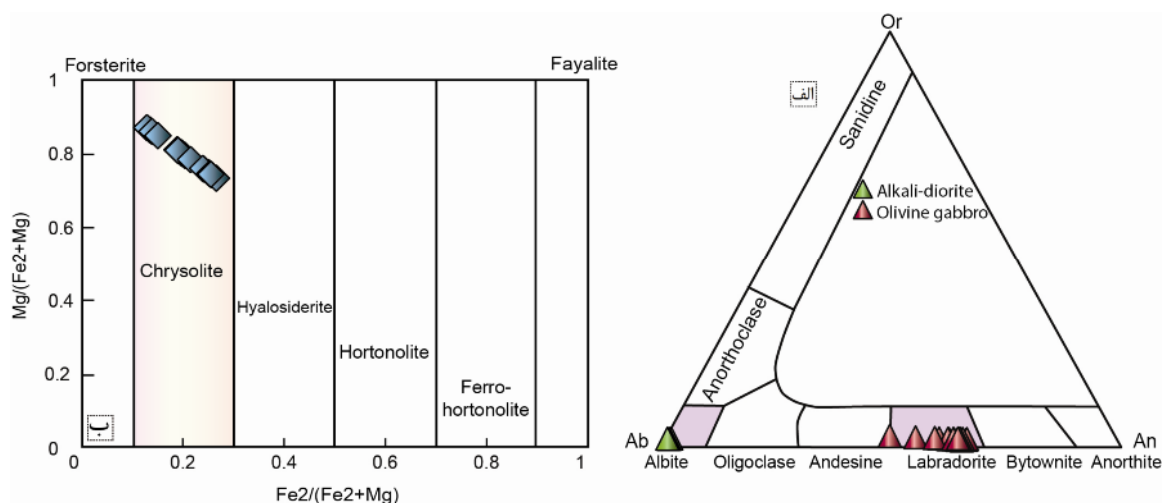 Forsterite
Fayalite
Mg/(Fe2+Mg)
1
0.8
0.6
0.4
0.2
0
Chrysolite
Hyalosiderite
Hortonolite
Ferro-
hortonolite
ب
0
0.2
0.4
0.6
0.8
1
Fe2/(Fe2+Mg)
Or
الف
Sanidine
Alkali-diorite
Olivine gabbro
Anorthoclase
Ab
An
Albite
Oligoclase
Andesine
Labradorite
Bytownite
Anorthite